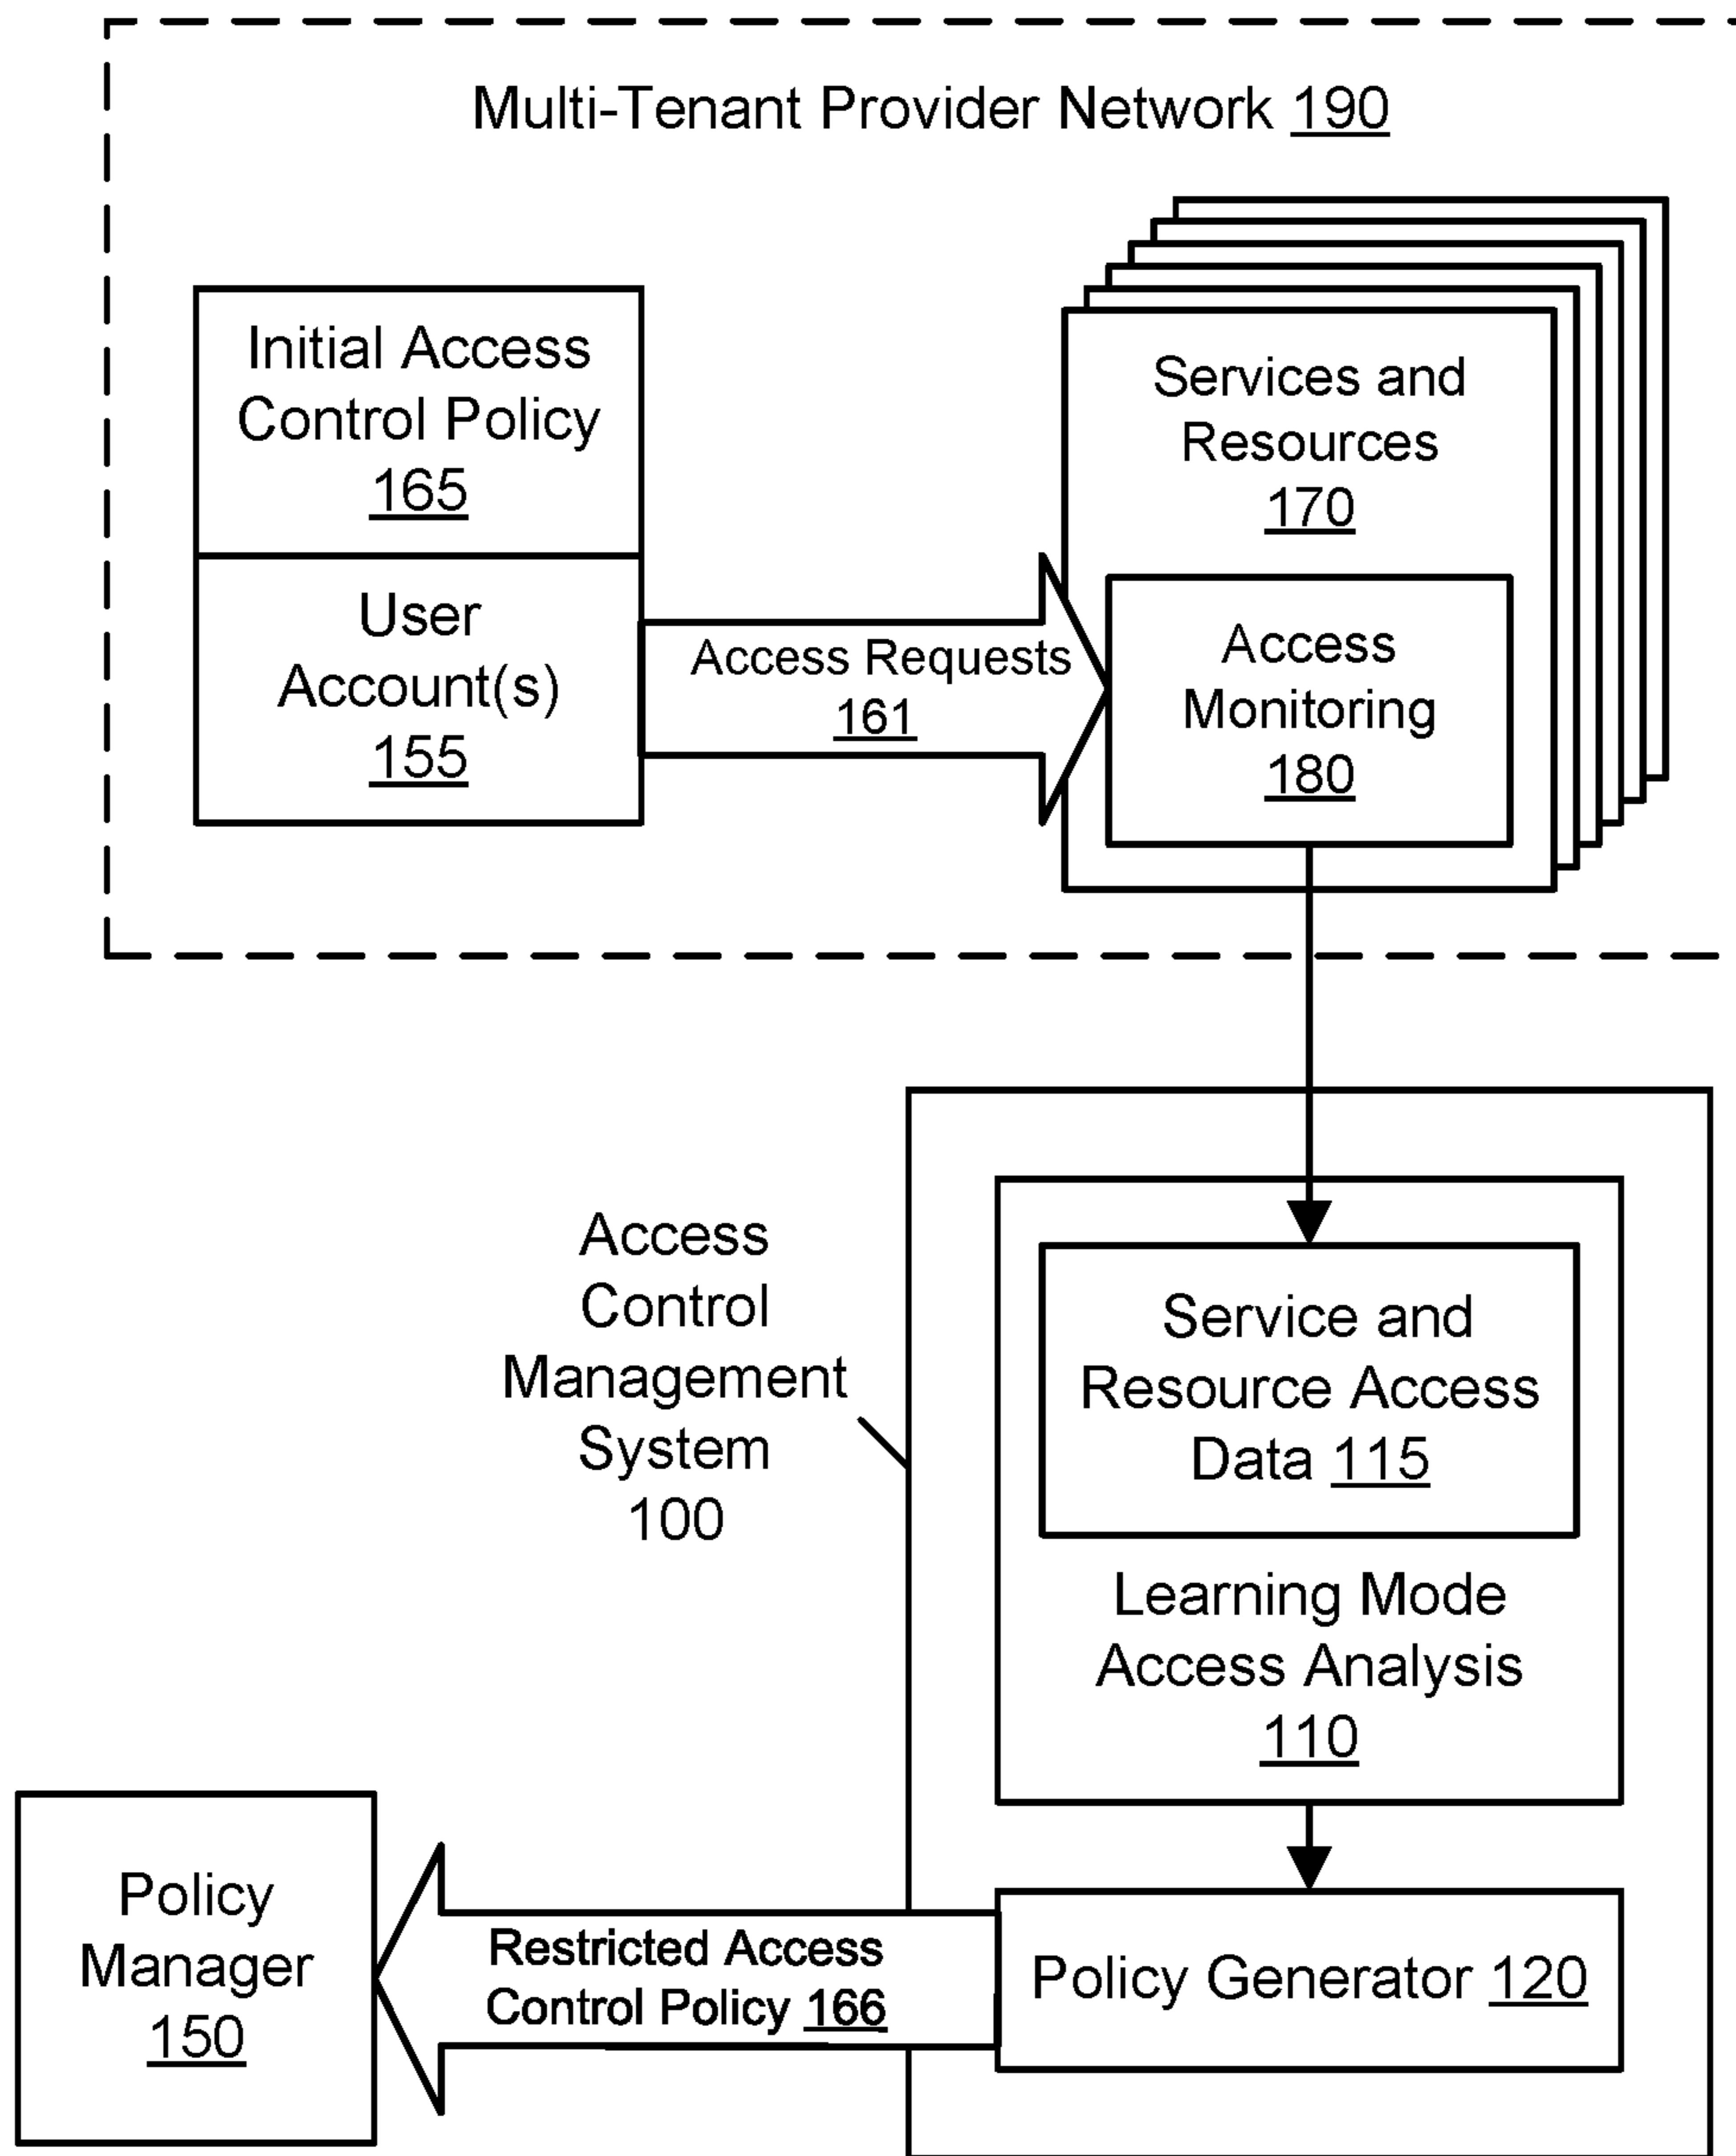 Multi-Tenant Provider Network 190
Initial Access
Control Policy
165
User
Account(s)
155
Access Requests
161
Services and
Resources
170
Access
Monitoring
180
Access
Control
Management
System
100
Service and
Resource Access
Data 115
Learning Mode
Access Analysis
110
Policy Generator 120
Restricted Access
Control Policy 166
Policy
Manager
150